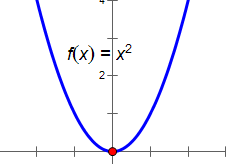 4
f(x) = x²
2